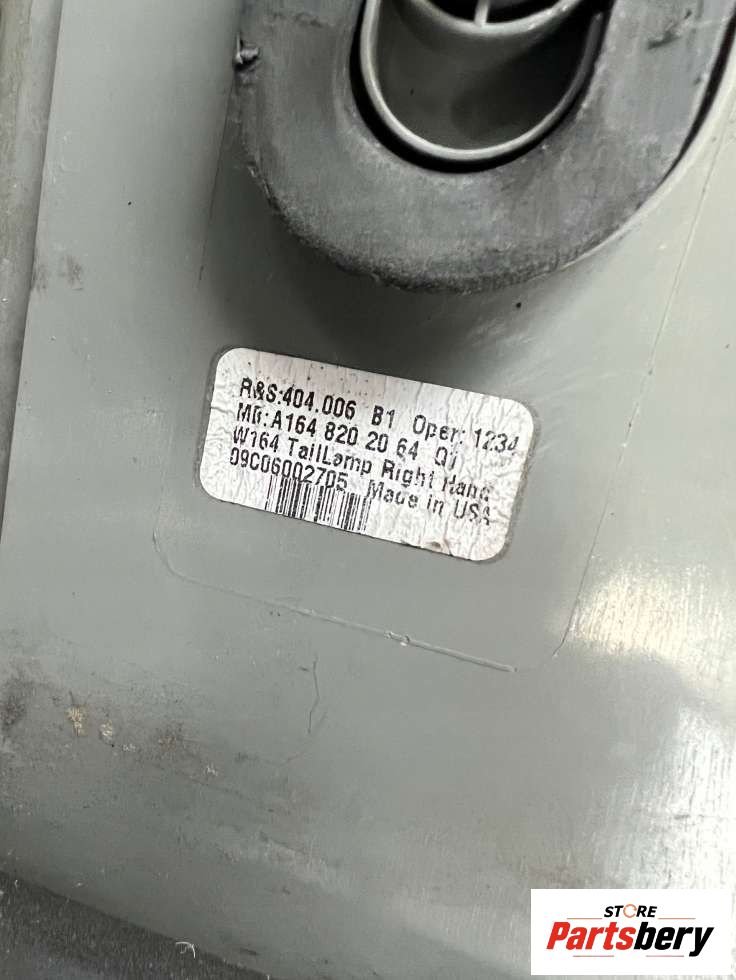 R&S:404.006 B1 Oper: 1234
MB:A164 820 20 64 Q1
W164 TailLamp Right Hand
09C06002705 Made in USA
STORE
Partsbery